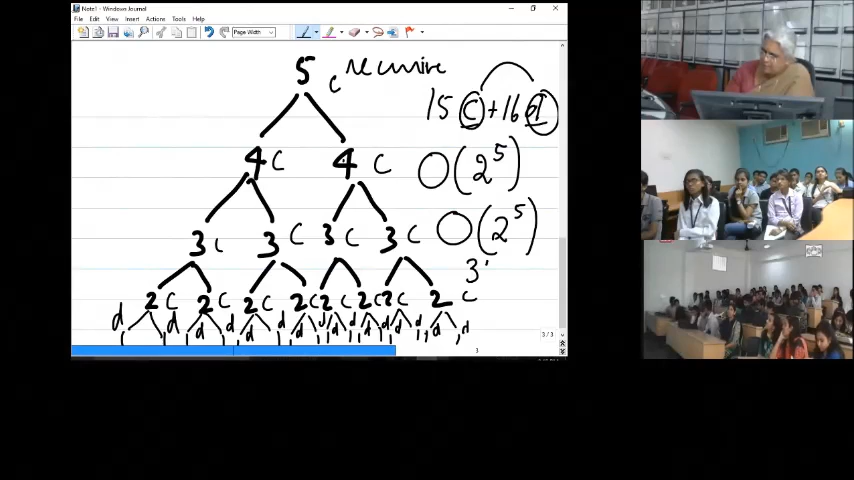 Note1 - Windows Journal
File Edit View Insert Actions Tools Help
Page Width
5 c recursive
15 c + 16 d
4 c 4 c
O(2^5)
3 c 3 c 3 c 3 c
O(2^5)
3
2 c 2 c 2 c 2 c 2 c 2 c 2 c 2 c
d d d d d d d d d d d d d d d d
3/3
3